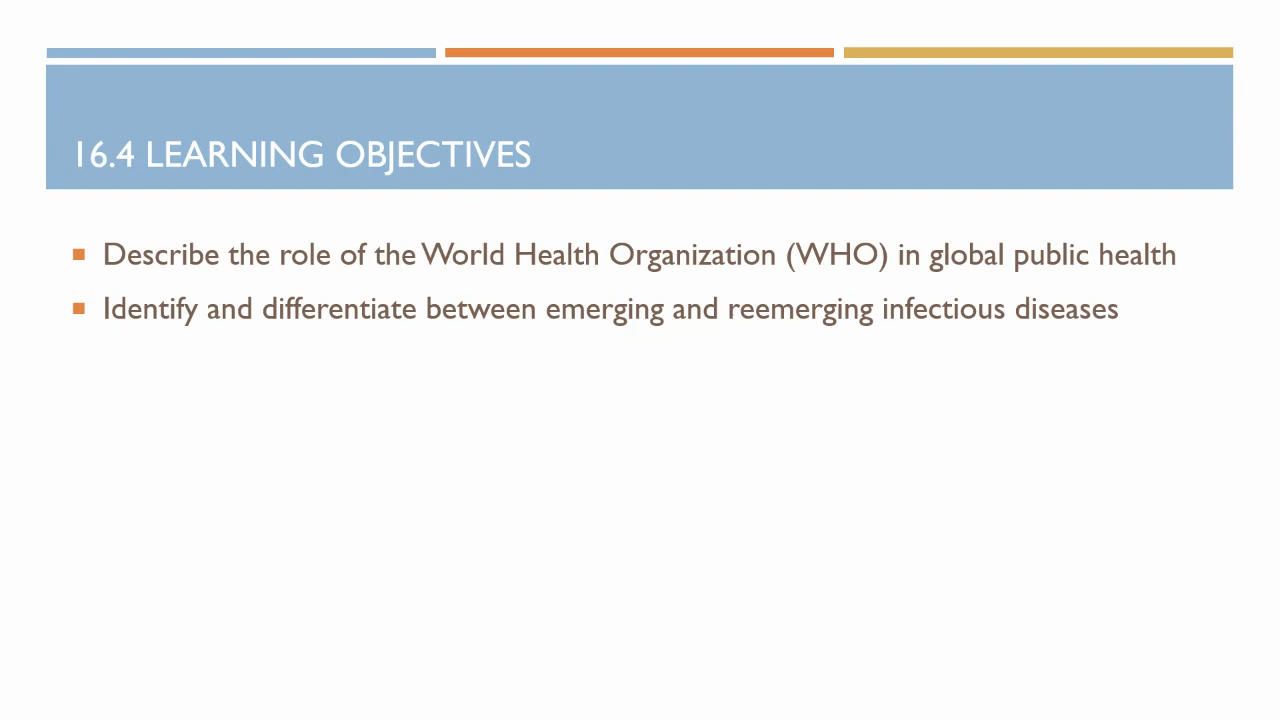 16.4 LEARNING OBJECTIVES
Describe the role of the World Health Organization (WHO) in global public health
Identify and differentiate between emerging and reemerging infectious diseases